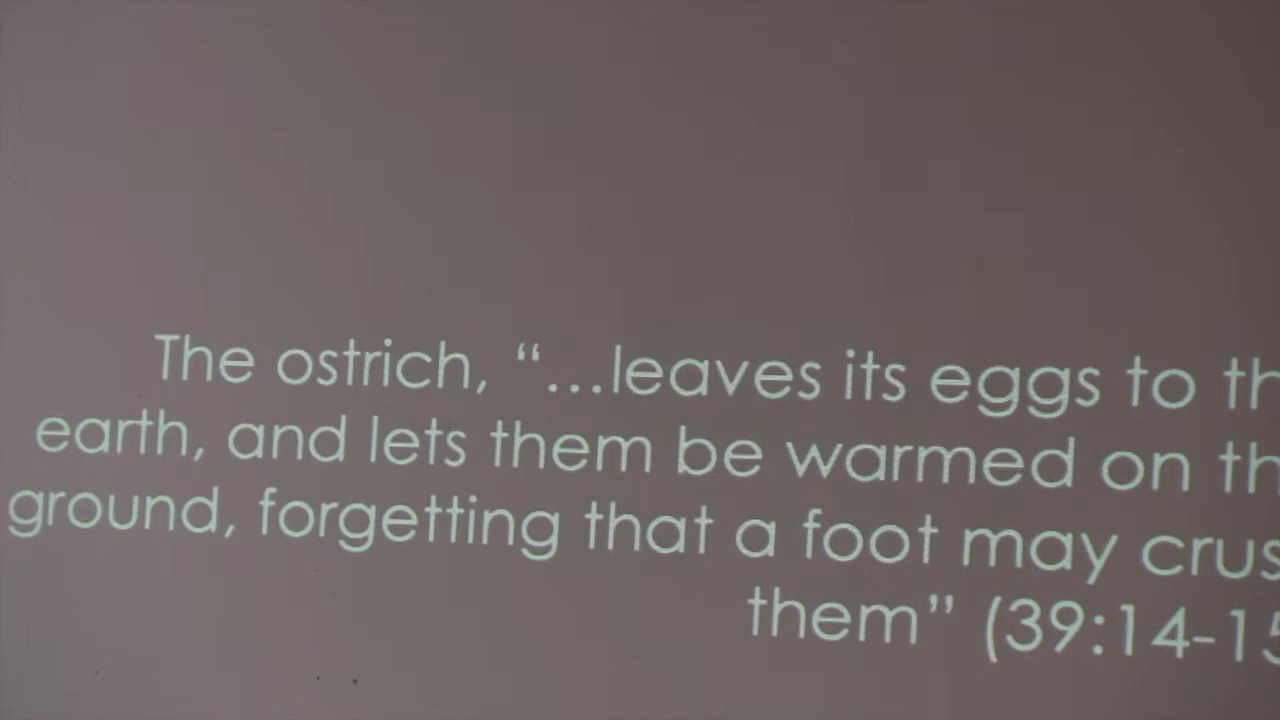 The ostrich, “...leaves its eggs to th
earth, and lets them be warmed on th
ground, forgetting that a foot may crus
them” (39:14-15